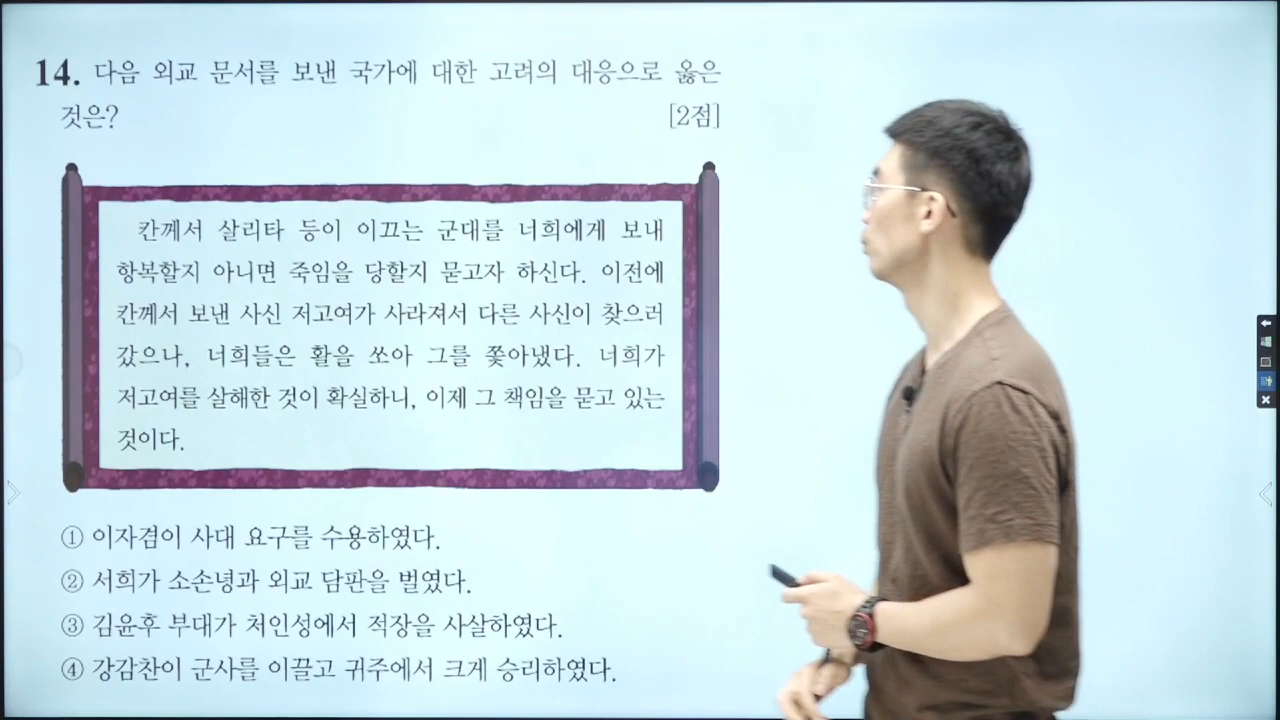 14. 다음 외교 문서를 보낸 국가에 대한 고려의 대응으로 옳은
것은? [2점]
칸께서 살리타 등이 이끄는 군대를 너희에게 보내
항복할지 아니면 죽임을 당할지 묻고자 하신다. 이전에
칸께서 보낸 사신 저고여가 사라져서 다른 사신이 찾으러
갔으나, 너희들은 활을 쏘아 그를 쫓아냈다. 너희가
저고여를 살해한 것이 확실하니, 이제 그 책임을 묻고 있는
것이다.
① 이자겸이 사대 요구를 수용하였다.
② 서희가 소손녕과 외교 담판을 벌였다.
③ 김윤후 부대가 처인성에서 적장을 사살하였다.
④ 강감찬이 군사를 이끌고 귀주에서 크게 승리하였다.